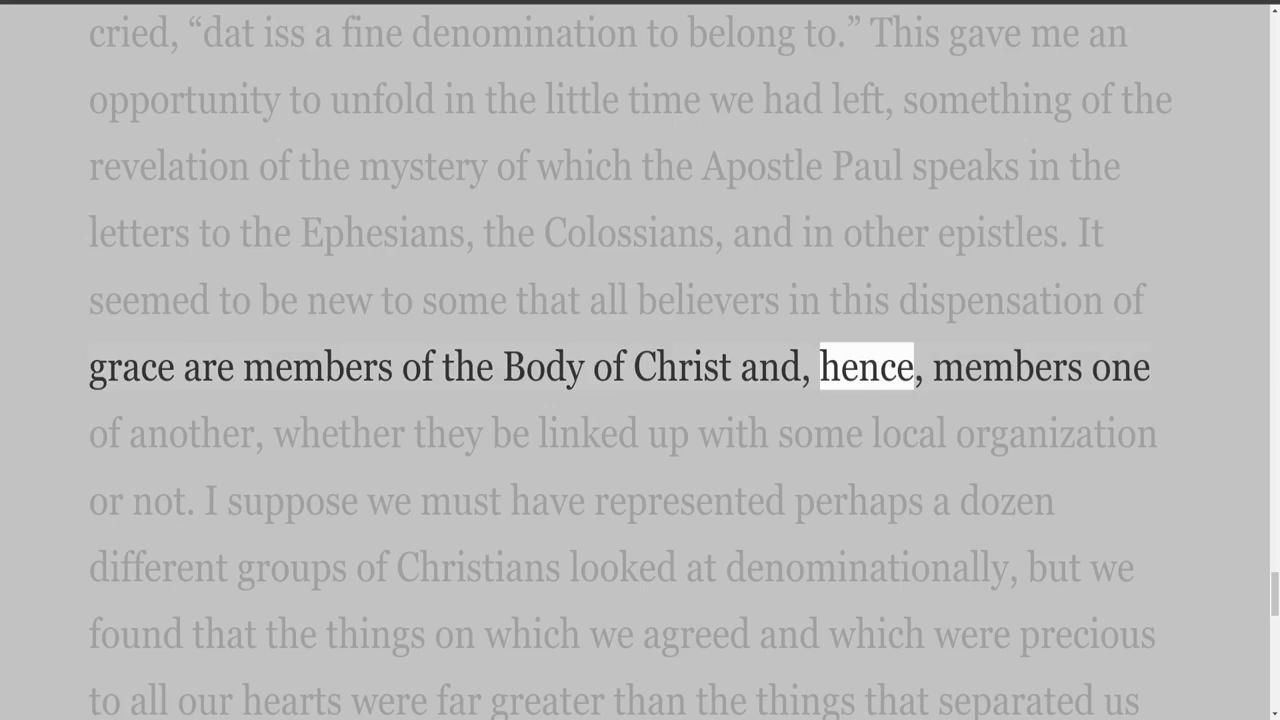 cried, “dat iss a fine denomination to belong to.” This gave me an
opportunity to unfold in the little time we had left, something of the
revelation of the mystery of which the Apostle Paul speaks in the
letters to the Ephesians, the Colossians, and in other epistles. It
seemed to be new to some that all believers in this dispensation of
grace are members of the Body of Christ and, hence, members one
of another, whether they be linked up with some local organization
or not. I suppose we must have represented perhaps a dozen
different groups of Christians looked at denominationally, but we
found that the things on which we agreed and which were precious
to all our hearts were far greater than the things that separated us